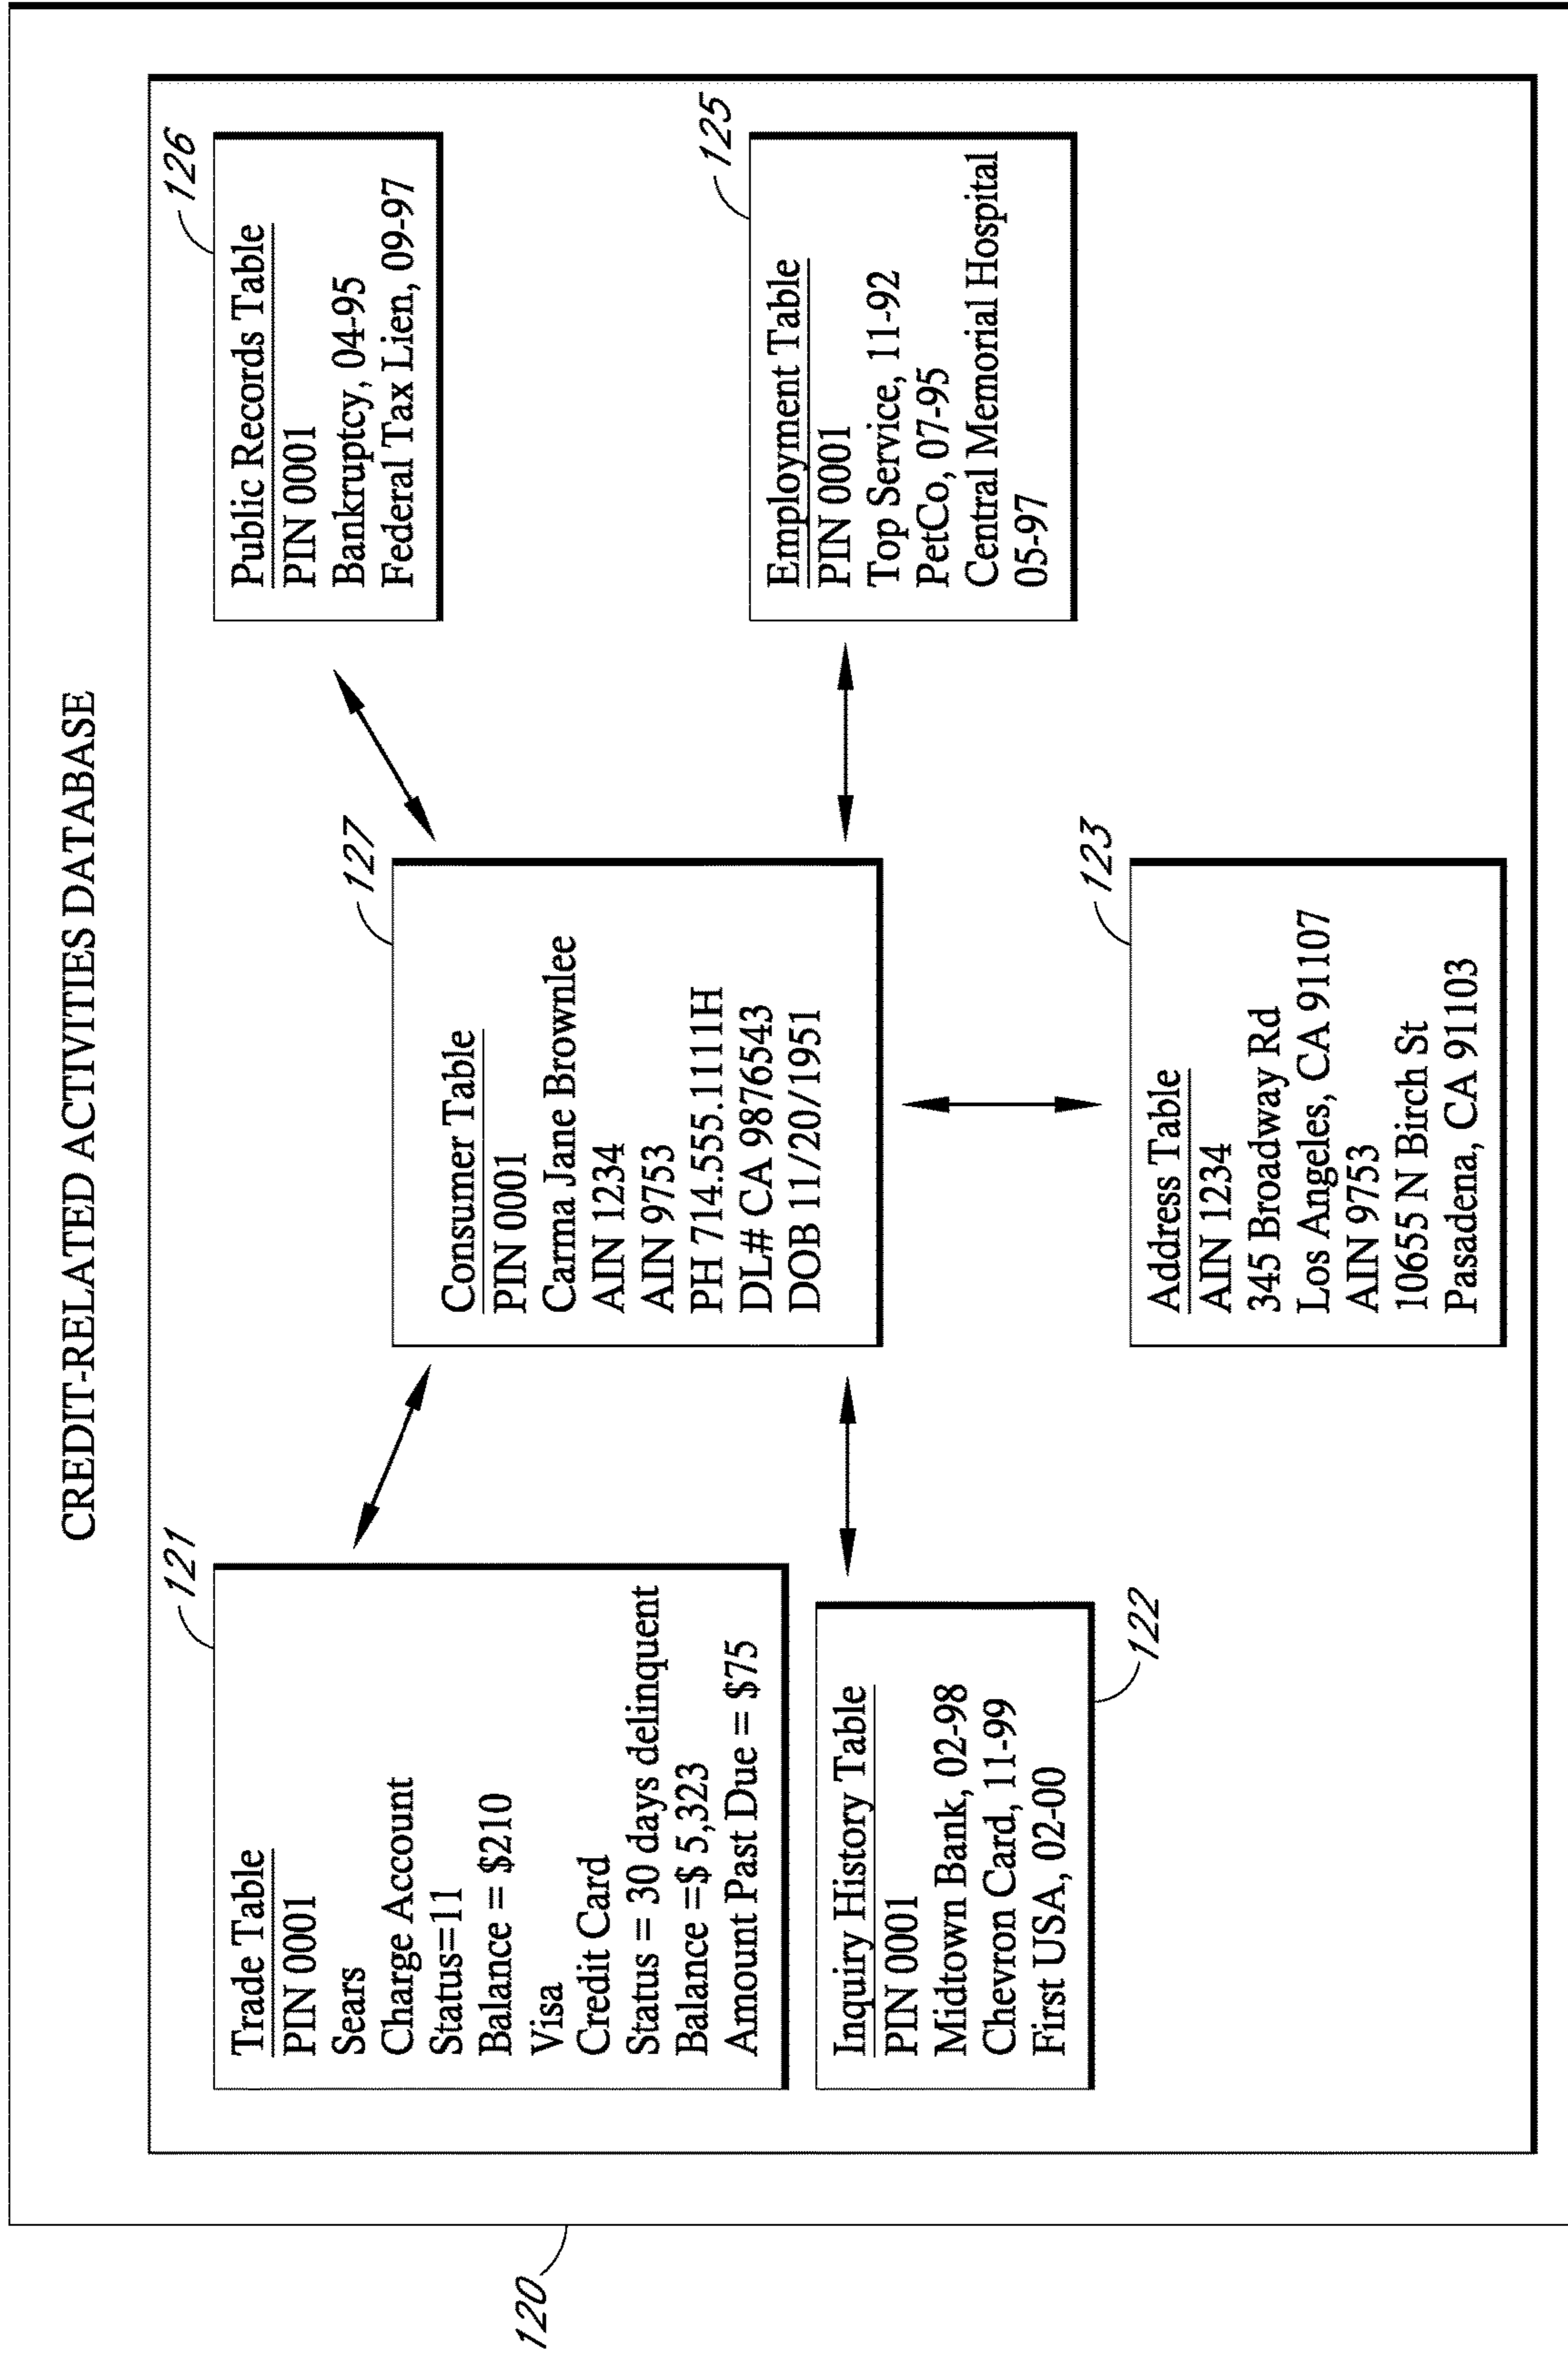 CREDIT-RELATED ACTIVITIES DATABASE
120
121
Trade Table
PIN 0001
Sears
Charge Account
Status=11
Balance = $210
Visa
Credit Card
Status = 30 days delinquent
Balance =$ 5,323
Amount Past Due = $75
Inquiry History Table
PIN 0001
Midtown Bank, 02-98
Chevron Card, 11-99
First USA, 02-00
122
127
Consumer Table
PIN 0001
Carma Jane Brownlee
AIN 1234
AIN 9753
PH 714.555.1111H
DL# CA 9876543
DOB 11/20/1951
123
Address Table
AIN 1234
345 Broadway Rd
Los Angeles, CA 91107
AIN 9753
10655 N Birch St
Pasadena, CA 91103
126
Public Records Table
PIN 0001
Bankruptcy, 04-95
Federal Tax Lien, 09-97
125
Employment Table
PIN 0001
Top Service, 11-92
PetCo, 07-95
Central Memorial Hospital
05-97